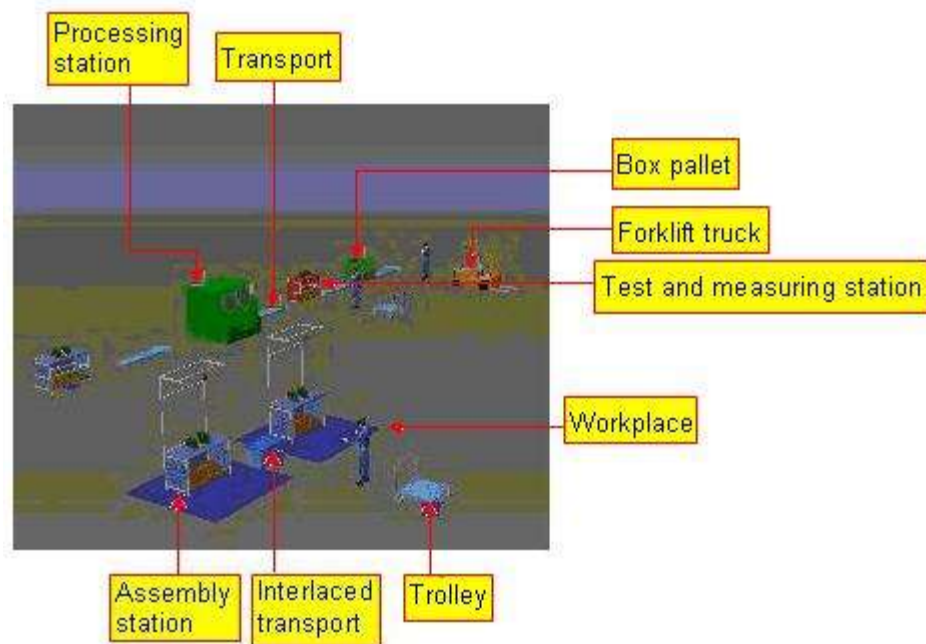 Processing
station
Transport
Box pallet
Forklift truck
Test and measuring station
Workplace
Assembly
station
Interlaced
transport
Trolley